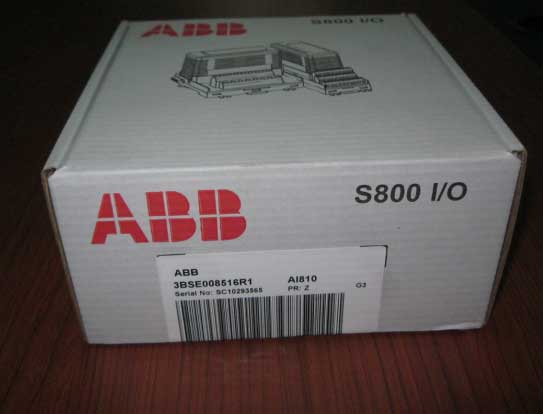 ABB
S800 I/O
ABB
S800 I/O
ABB
3BSE008516R1 AI810
Serial No: SC10293565 PR: Z G3